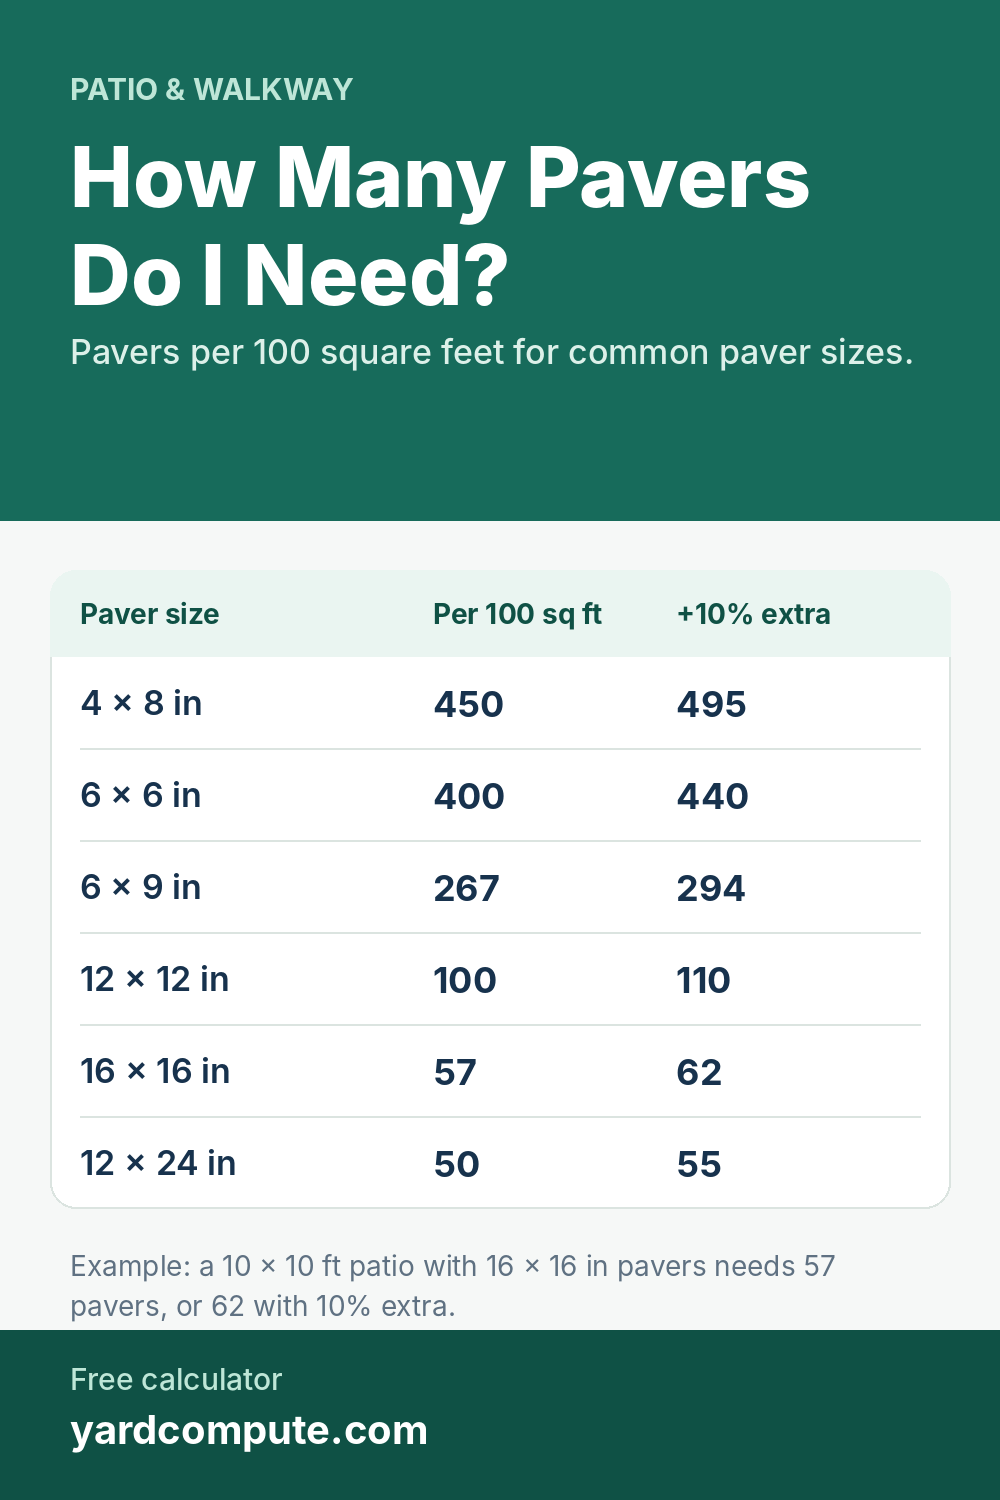 PATIO & WALKWAY
How Many Pavers
Do I Need?
Pavers per 100 square feet for common paver sizes.
Paver size Per 100 sq ft +10% extra
4 × 8 in 450 495
6 × 6 in 400 440
6 × 9 in 267 294
12 × 12 in 100 110
16 × 16 in 57 62
12 × 24 in 50 55
Example: a 10 × 10 ft patio with 16 × 16 in pavers needs 57
pavers, or 62 with 10% extra.
Free calculator
yardcompute.com